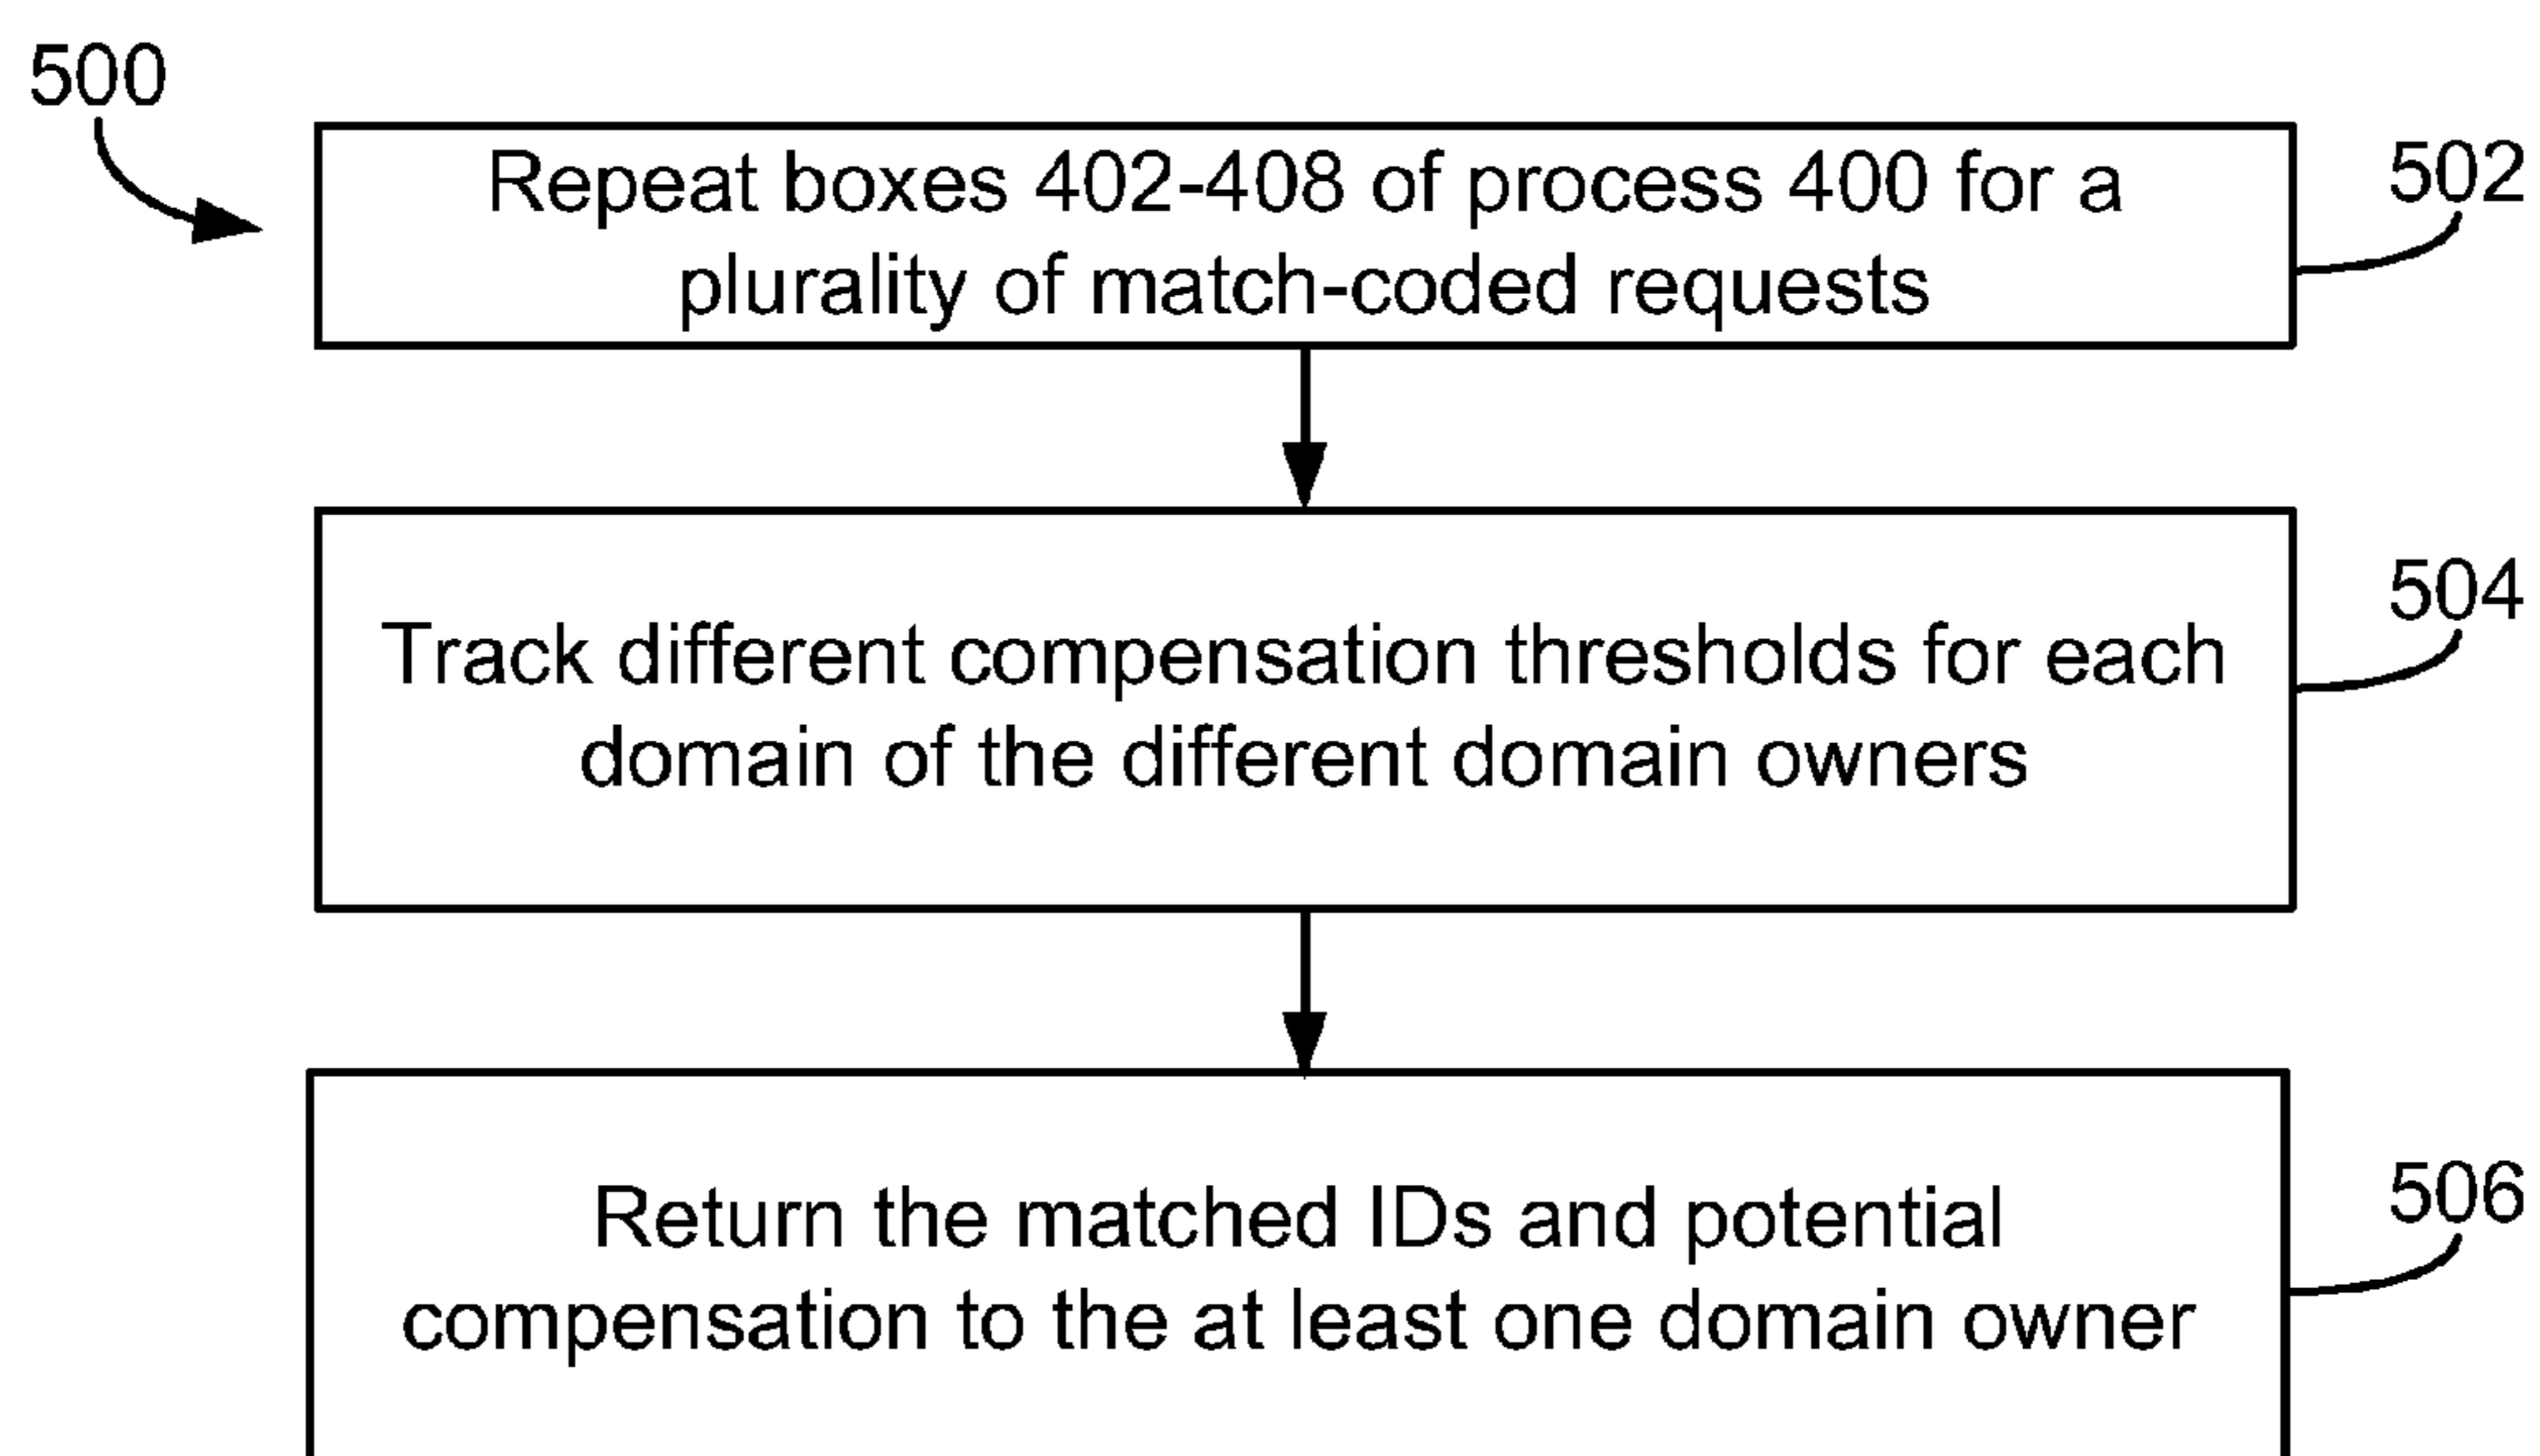 500
Repeat boxes 402-408 of process 400 for a
plurality of match-coded requests
502
Track different compensation thresholds for each
domain of the different domain owners
504
Return the matched IDs and potential
compensation to the at least one domain owner
506